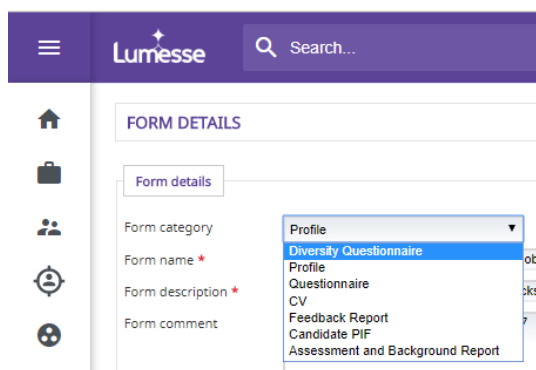 Lumesse
Search...
FORM DETAILS
Form details
Form category
Profile
Diversity Questionnaire
Profile
Questionnaire
CV
Feedback Report
Candidate PIF
Assessment and Background Report
Form name *
Form description *
Form comment